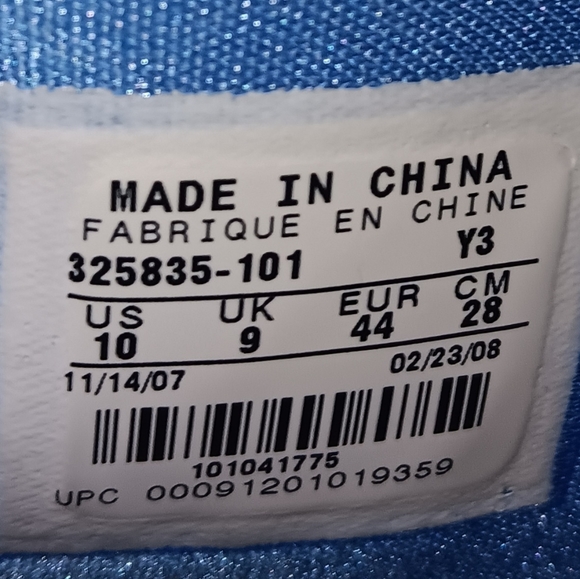 MADE IN CHINA
FABRIQUE EN CHINE
325835-101 Y3
US UK EUR CM
10 9 44 28
11/14/07 02/23/08
101041775
UPC 00091201019359